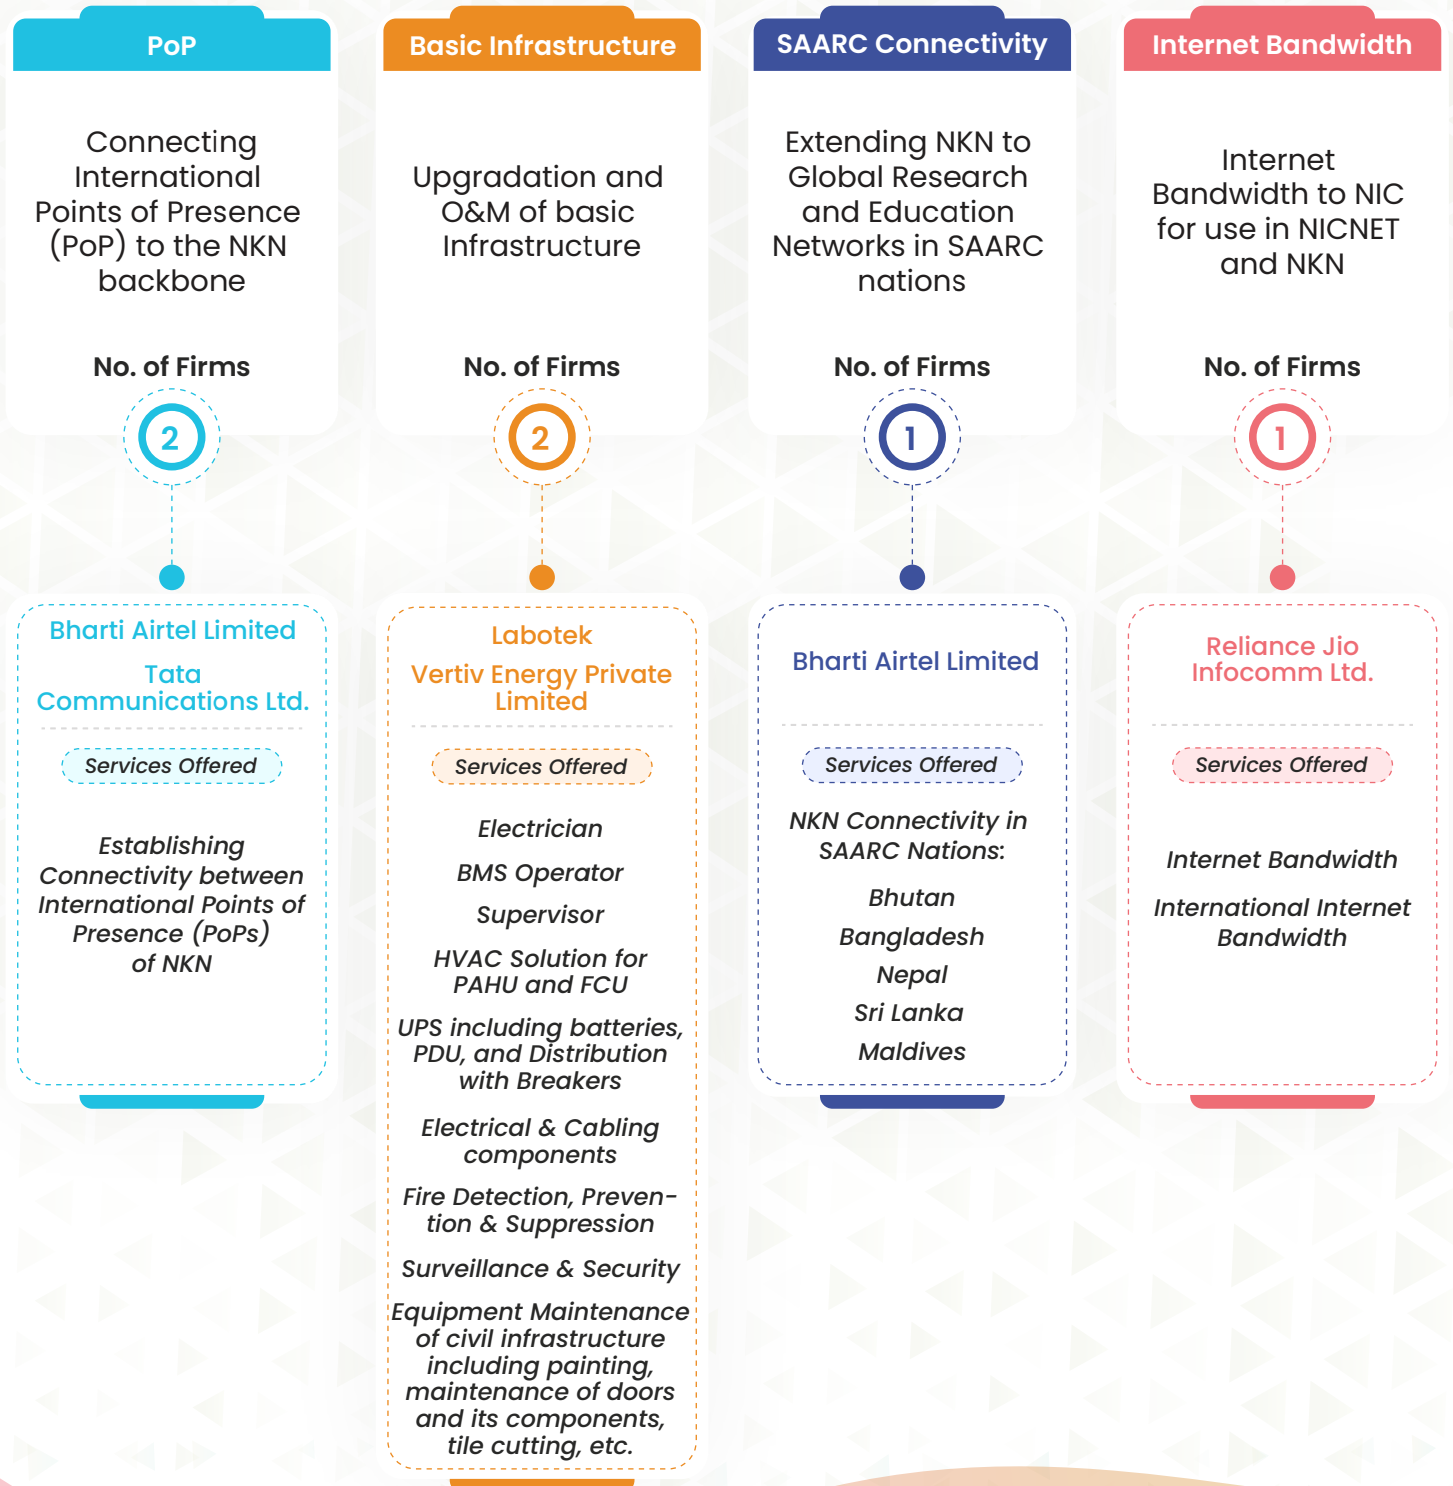 PoP
Connecting
International
Points of Presence
(PoP) to the NKN
backbone
No. of Firms
2
Bharti Airtel Limited
Tata
Communications Ltd.
Services Offered
Establishing
Connectivity between
International Points of
Presence (PoPs)
of NKN
Basic Infrastructure
Upgradation and
O&M of basic
Infrastructure
No. of Firms
2
Labotek
Vertiv Energy Private
Limited
Services Offered
Electrician
BMS Operator
Supervisor
HVAC Solution for
PAHU and FCU
UPS including batteries,
PDU, and Distribution
with Breakers
Electrical & Cabling
components
Fire Detection, Preven-
tion & Suppression
Surveillance & Security
Equipment Maintenance
of civil infrastructure
including painting,
maintenance of doors
and its components,
tile cutting, etc.
SAARC Connectivity
Extending NKN to
Global Research
and Education
Networks in SAARC
nations
No. of Firms
1
Bharti Airtel Limited
Services Offered
NKN Connectivity in
SAARC Nations:
Bhutan
Bangladesh
Nepal
Sri Lanka
Maldives
Internet Bandwidth
Internet
Bandwidth to NIC
for use in NICNET
and NKN
No. of Firms
1
Reliance Jio
Infocomm Ltd.
Services Offered
Internet Bandwidth
International Internet
Bandwidth